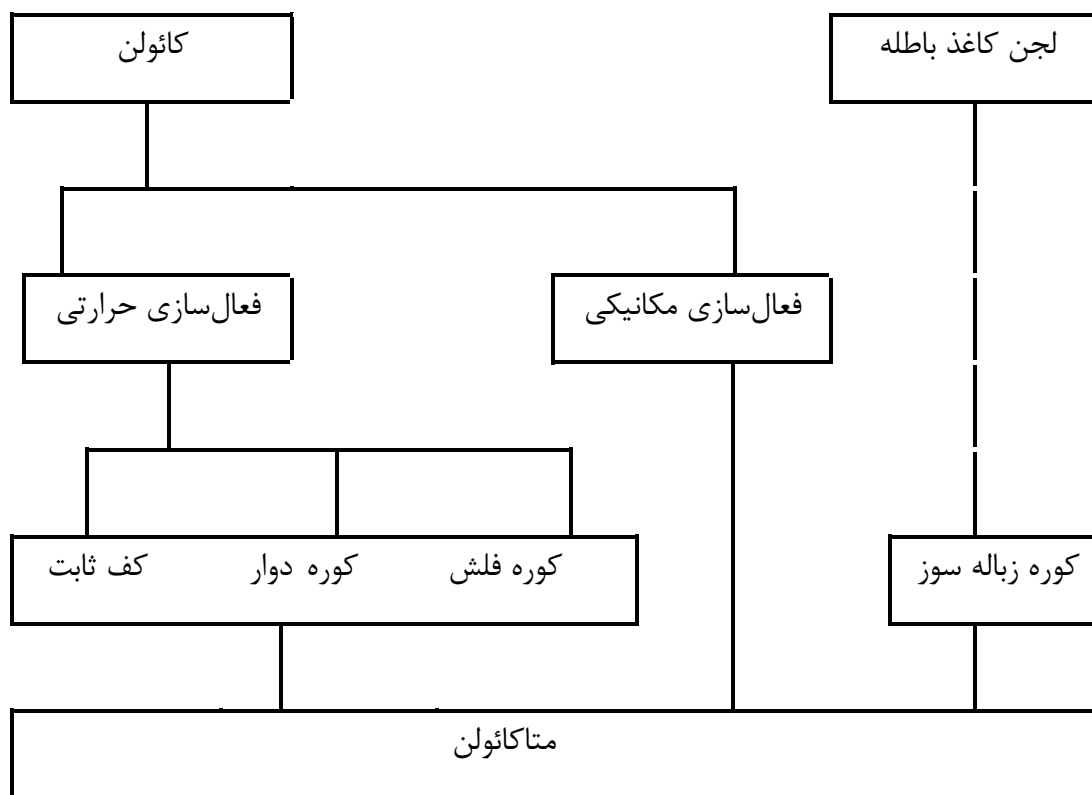 لجن کاغذ باطله
کائولن
فعال‌سازی مکانیکی
فعال‌سازی حرارتی
کوره زباله سوز
کوره فلش
کوره دوار
کف ثابت
متاکائولن